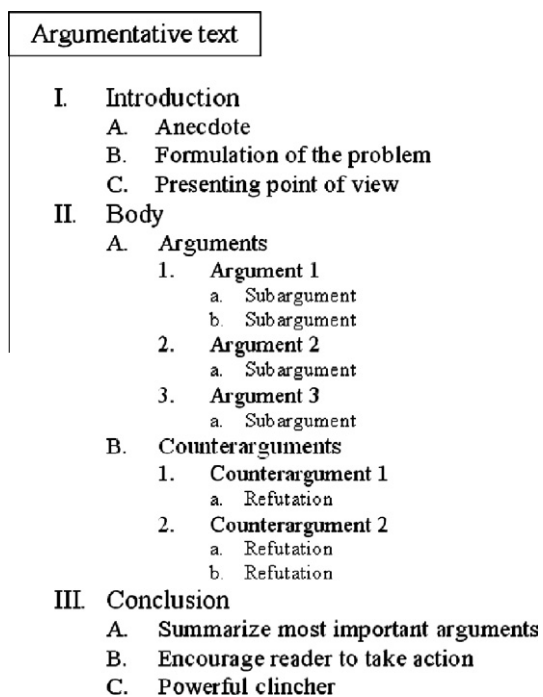 Argumentative text
I. Introduction
A. Anecdote
B. Formulation of the problem
C. Presenting point of view
II. Body
A. Arguments
1. Argument 1
a. Subargument
b. Subargument
2. Argument 2
a. Subargument
3. Argument 3
a. Subargument
B. Counterarguments
1. Counterargument 1
a. Refutation
2. Counterargument 2
a. Refutation
b. Refutation
III. Conclusion
A. Summarize most important arguments
B. Encourage reader to take action
C. Powerful clincher